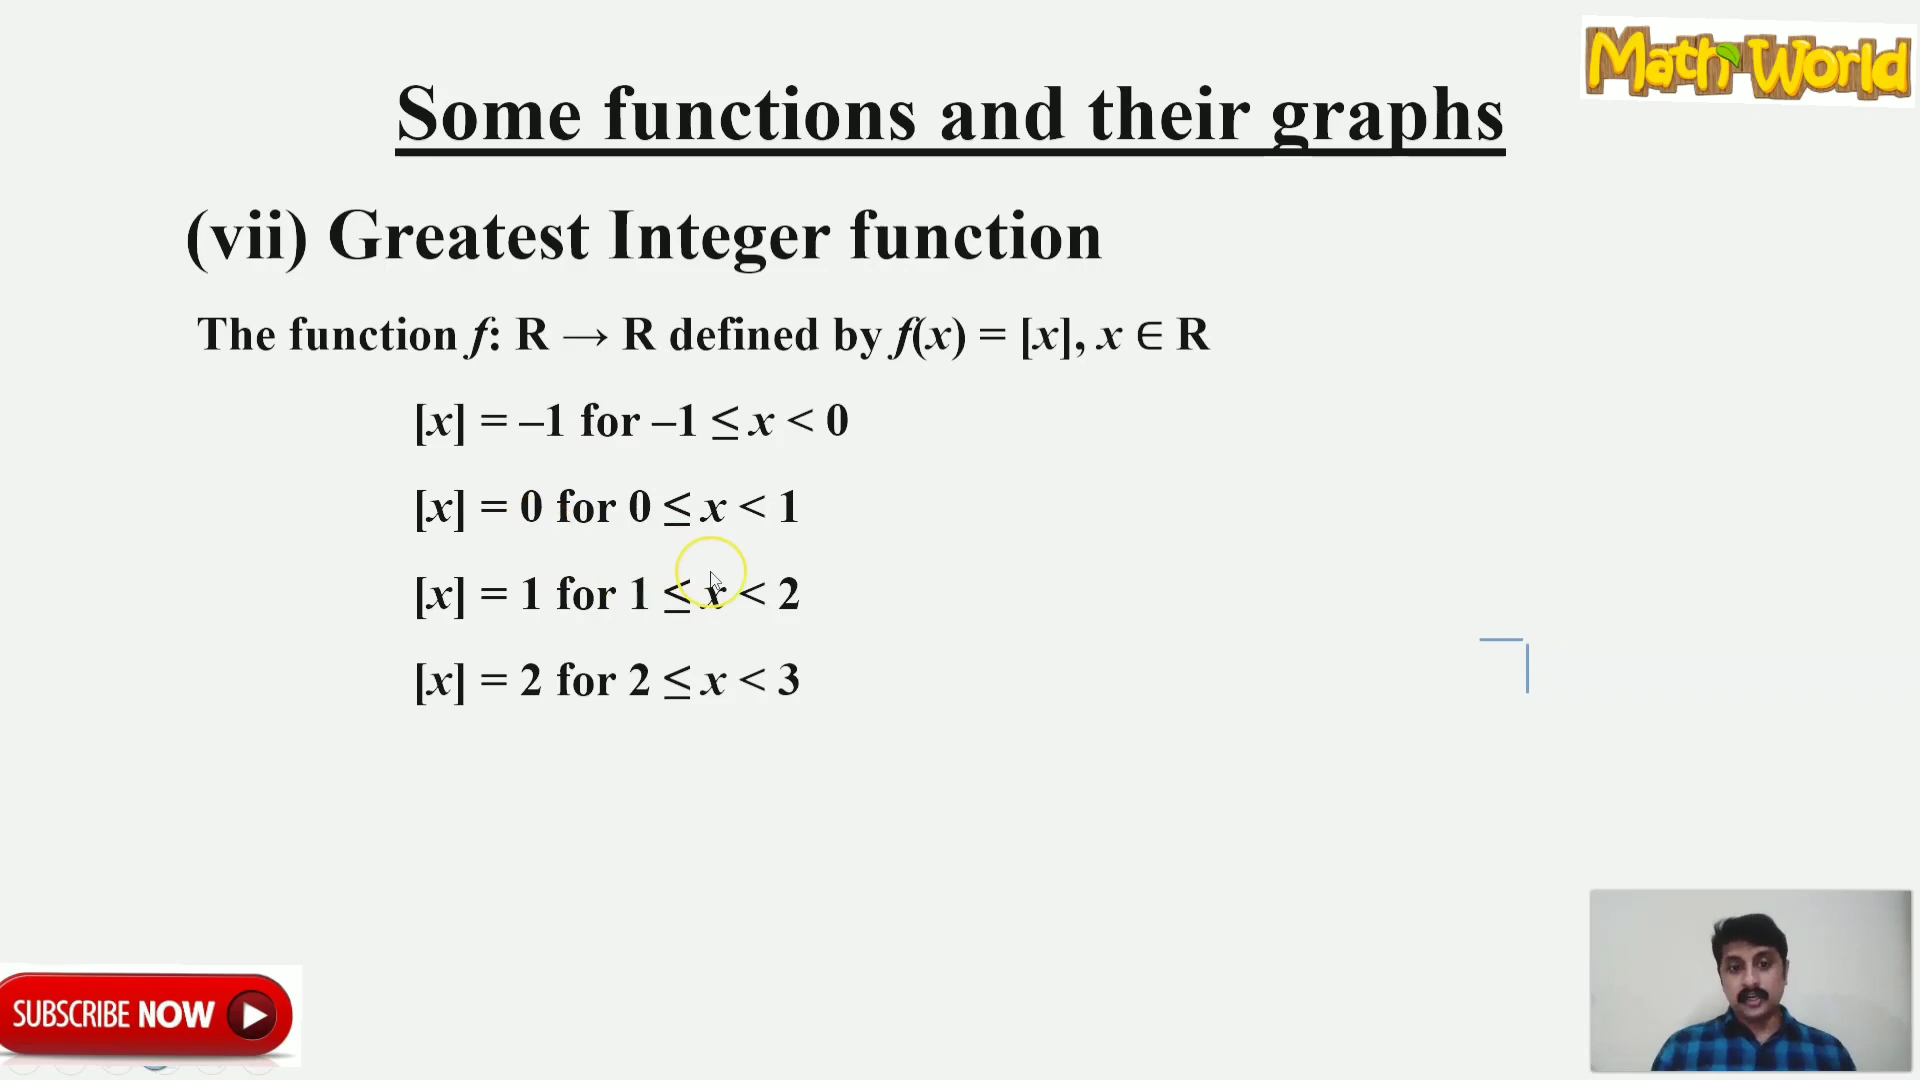 Math World
Some functions and their graphs
(vii) Greatest Integer function
The function f: R → R defined by f(x) = [x], x ∈ R
[x] = –1 for –1 ≤ x < 0
[x] = 0 for 0 ≤ x < 1
[x] = 1 for 1 ≤ x < 2
[x] = 2 for 2 ≤ x < 3
SUBSCRIBE NOW